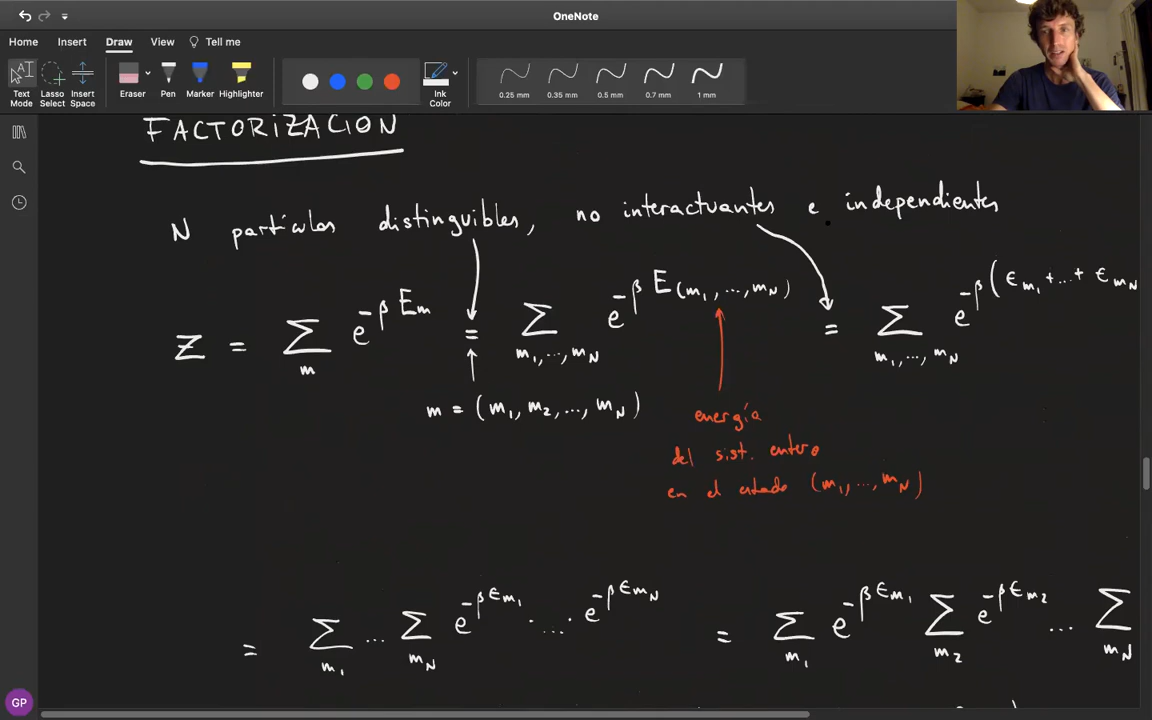 OneNote
Home Insert Draw View Tell me
Text Mode Lasso Select Insert Space Eraser Pen Marker Highlighter Ink Color 0.25 mm 0.35 mm 0.5 mm 0.7 mm 1 mm
FACTORIZACION
N partículas distinguibles, no interactuantes e independientes
Z = ∑_m e^{-β E_m} = ∑_{m_1,...,m_N} e^{-β E(m_1,...,m_N)} = ∑_{m_1,...,m_N} e^{-β(ϵ_{m_1} + ... + ϵ_{m_N}
m = (m_1, m_2, ..., m_N)
energía
del sist. entero
en el estado (m_1, ..., m_N)
= ∑_{m_1} ... ∑_{m_N} e^{-βϵ_{m_1}} · ... · e^{-βϵ_{m_N}} = ∑_{m_1} e^{-βϵ_{m_1}} ∑_{m_2} e^{-βϵ_{m_2}} ... ∑_{m_N}
GP